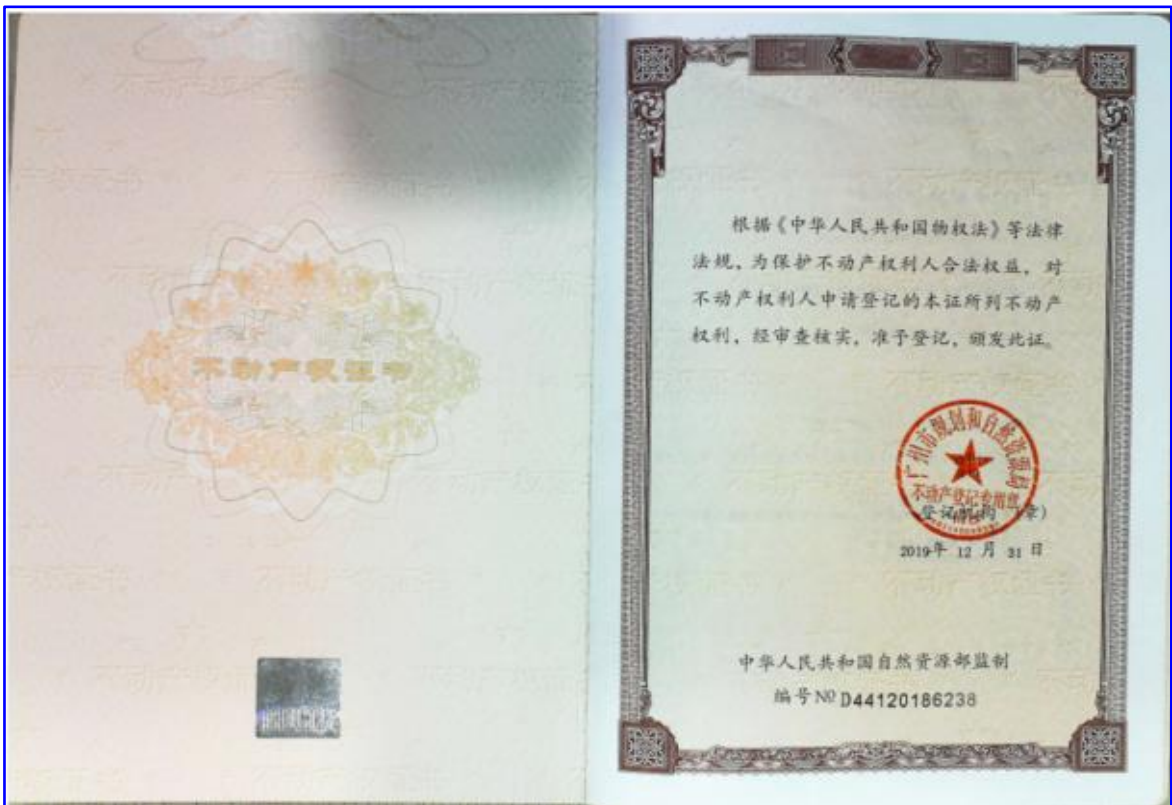 不动产权证书
根据《中华人民共和国物权法》等法律
法规，为保护不动产权利人合法权益，对
不动产权利人申请登记的本证所列不动产
权利，经审查核实，准予登记，颁发此证。
广州市规划和自然资源局
不动产登记专用章
登记机构（章）
2019年 12 月 31 日
中华人民共和国自然资源部监制
编号 № D44120186238